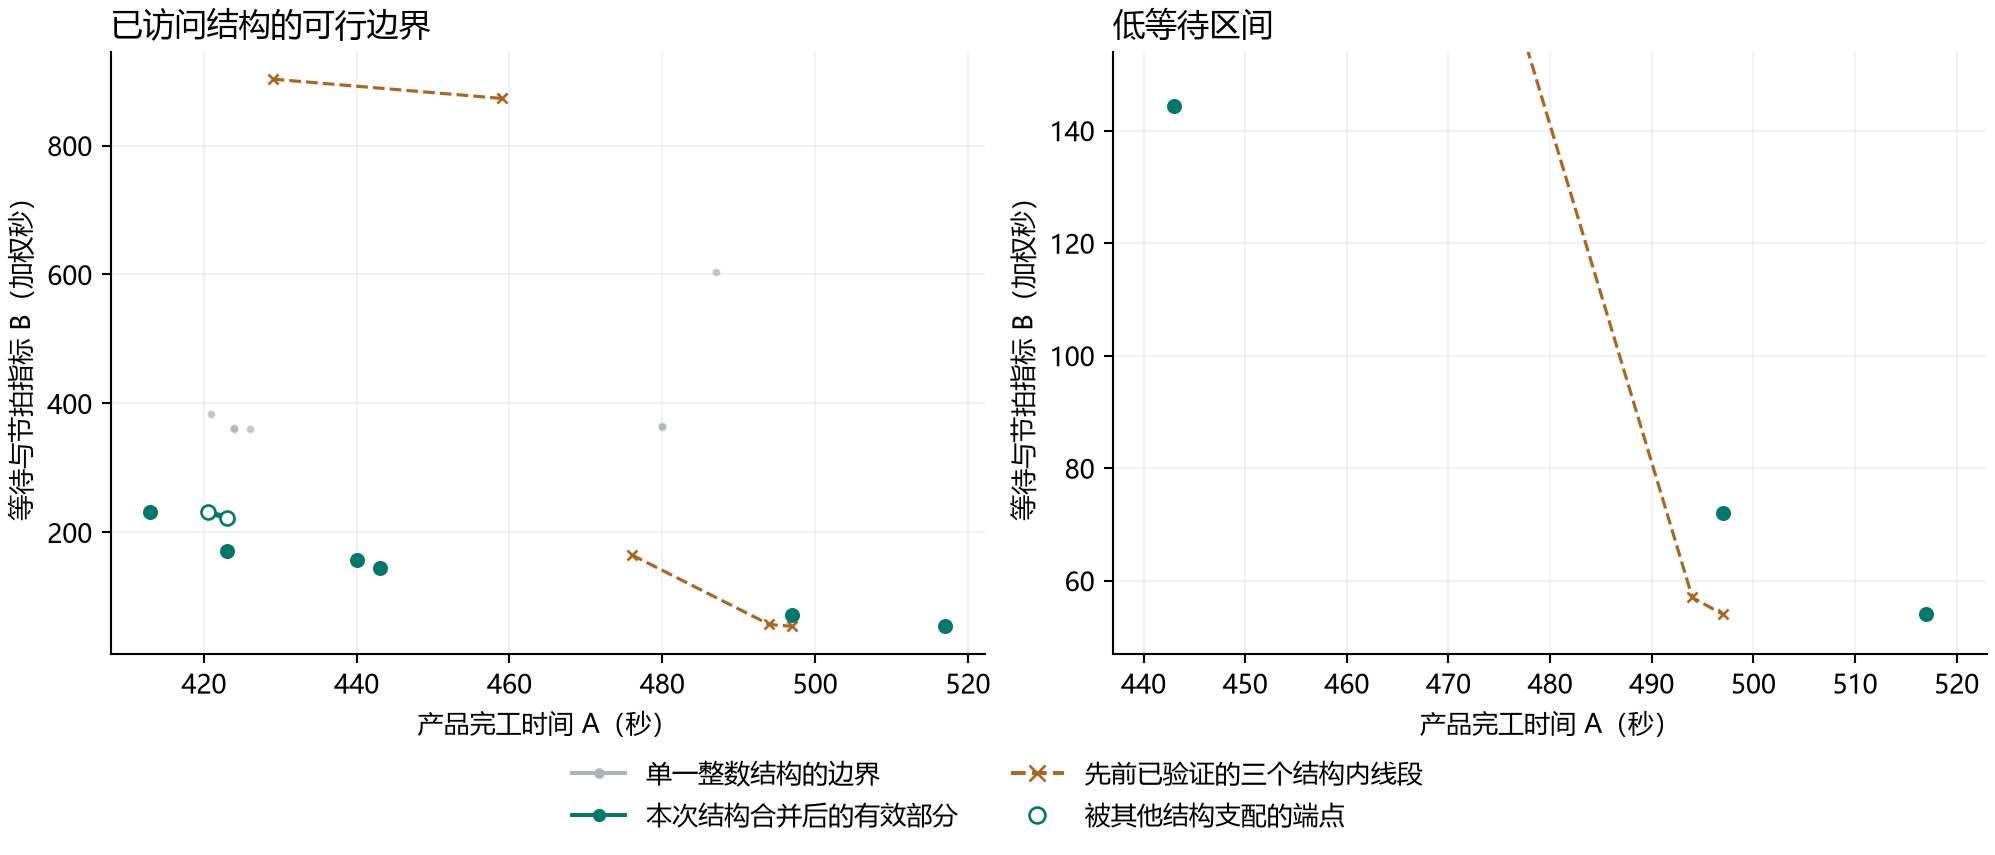 已访问结构的可行边界
800
600
400
200
等待与节拍指标 B（加权秒）
420 440 460 480 500 520
产品完工时间 A（秒）
低等待区间
140
120
100
80
60
等待与节拍指标 B（加权秒）
440 450 460 470 480 490 500 510 520
产品完工时间 A（秒）
单一整数结构的边界
本次结构合并后的有效部分
先前已验证的三个结构内线段
被其他结构支配的端点